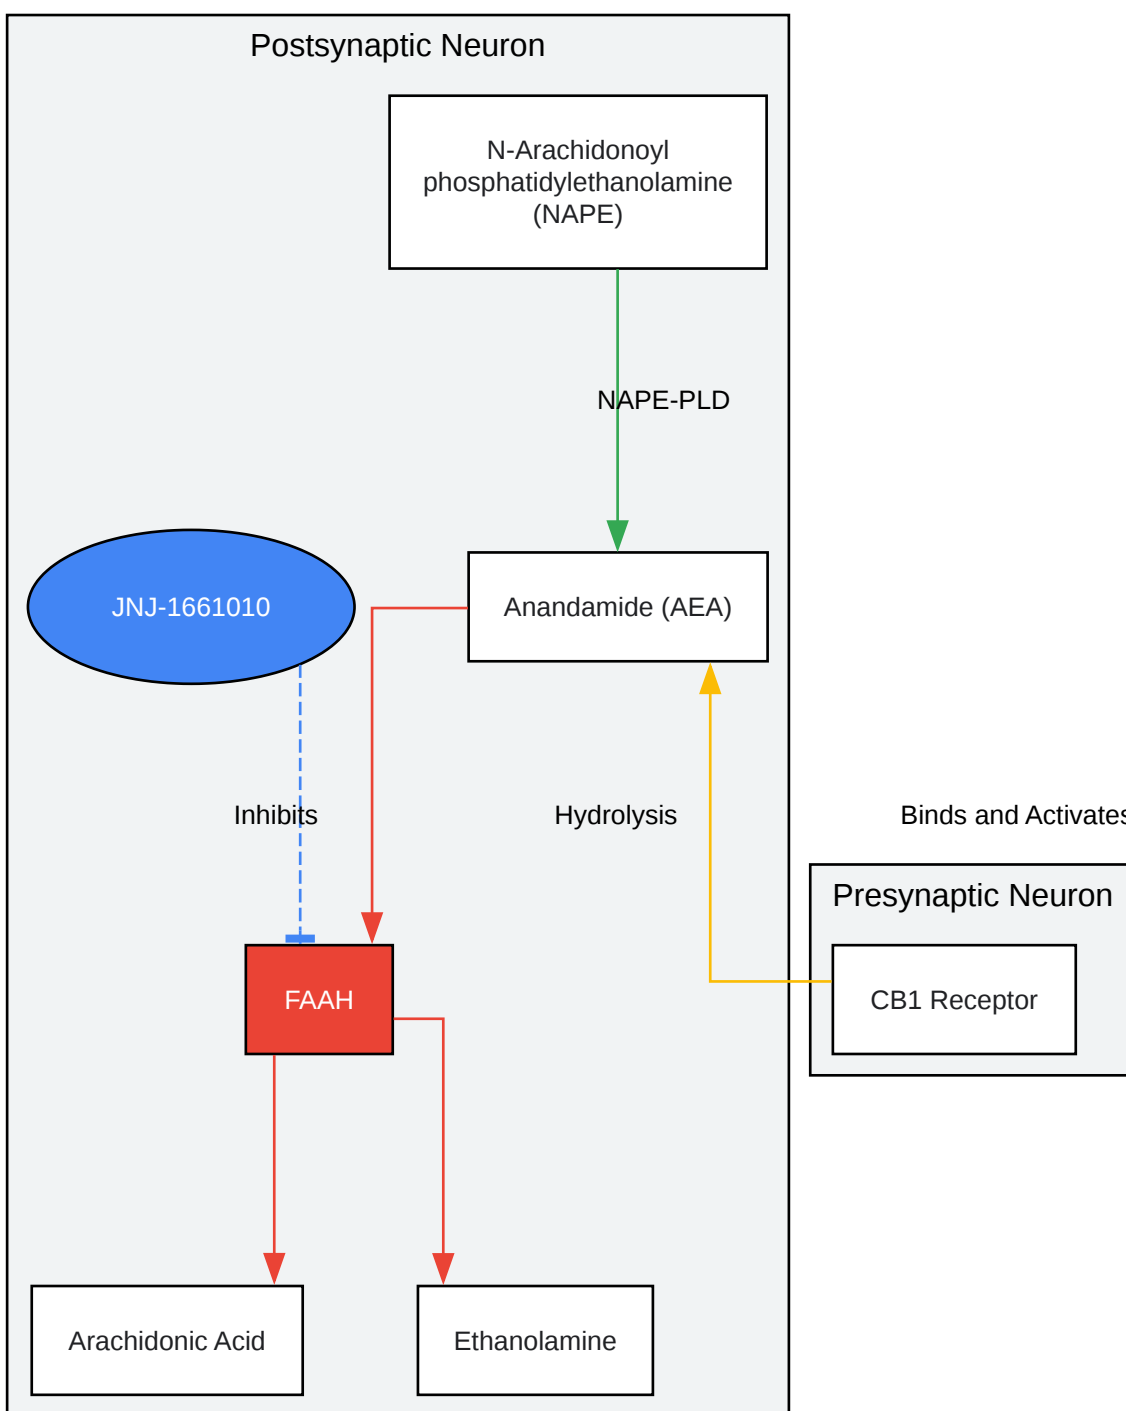 Postsynaptic Neuron
N-Arachidonoyl
phosphatidylethanolamine
(NAPE)
NAPE-PLD
JNJ-1661010
Anandamide (AEA)
Inhibits
Hydrolysis
Binds and Activates
Presynaptic Neuron
FAAH
CB1 Receptor
Arachidonic Acid
Ethanolamine